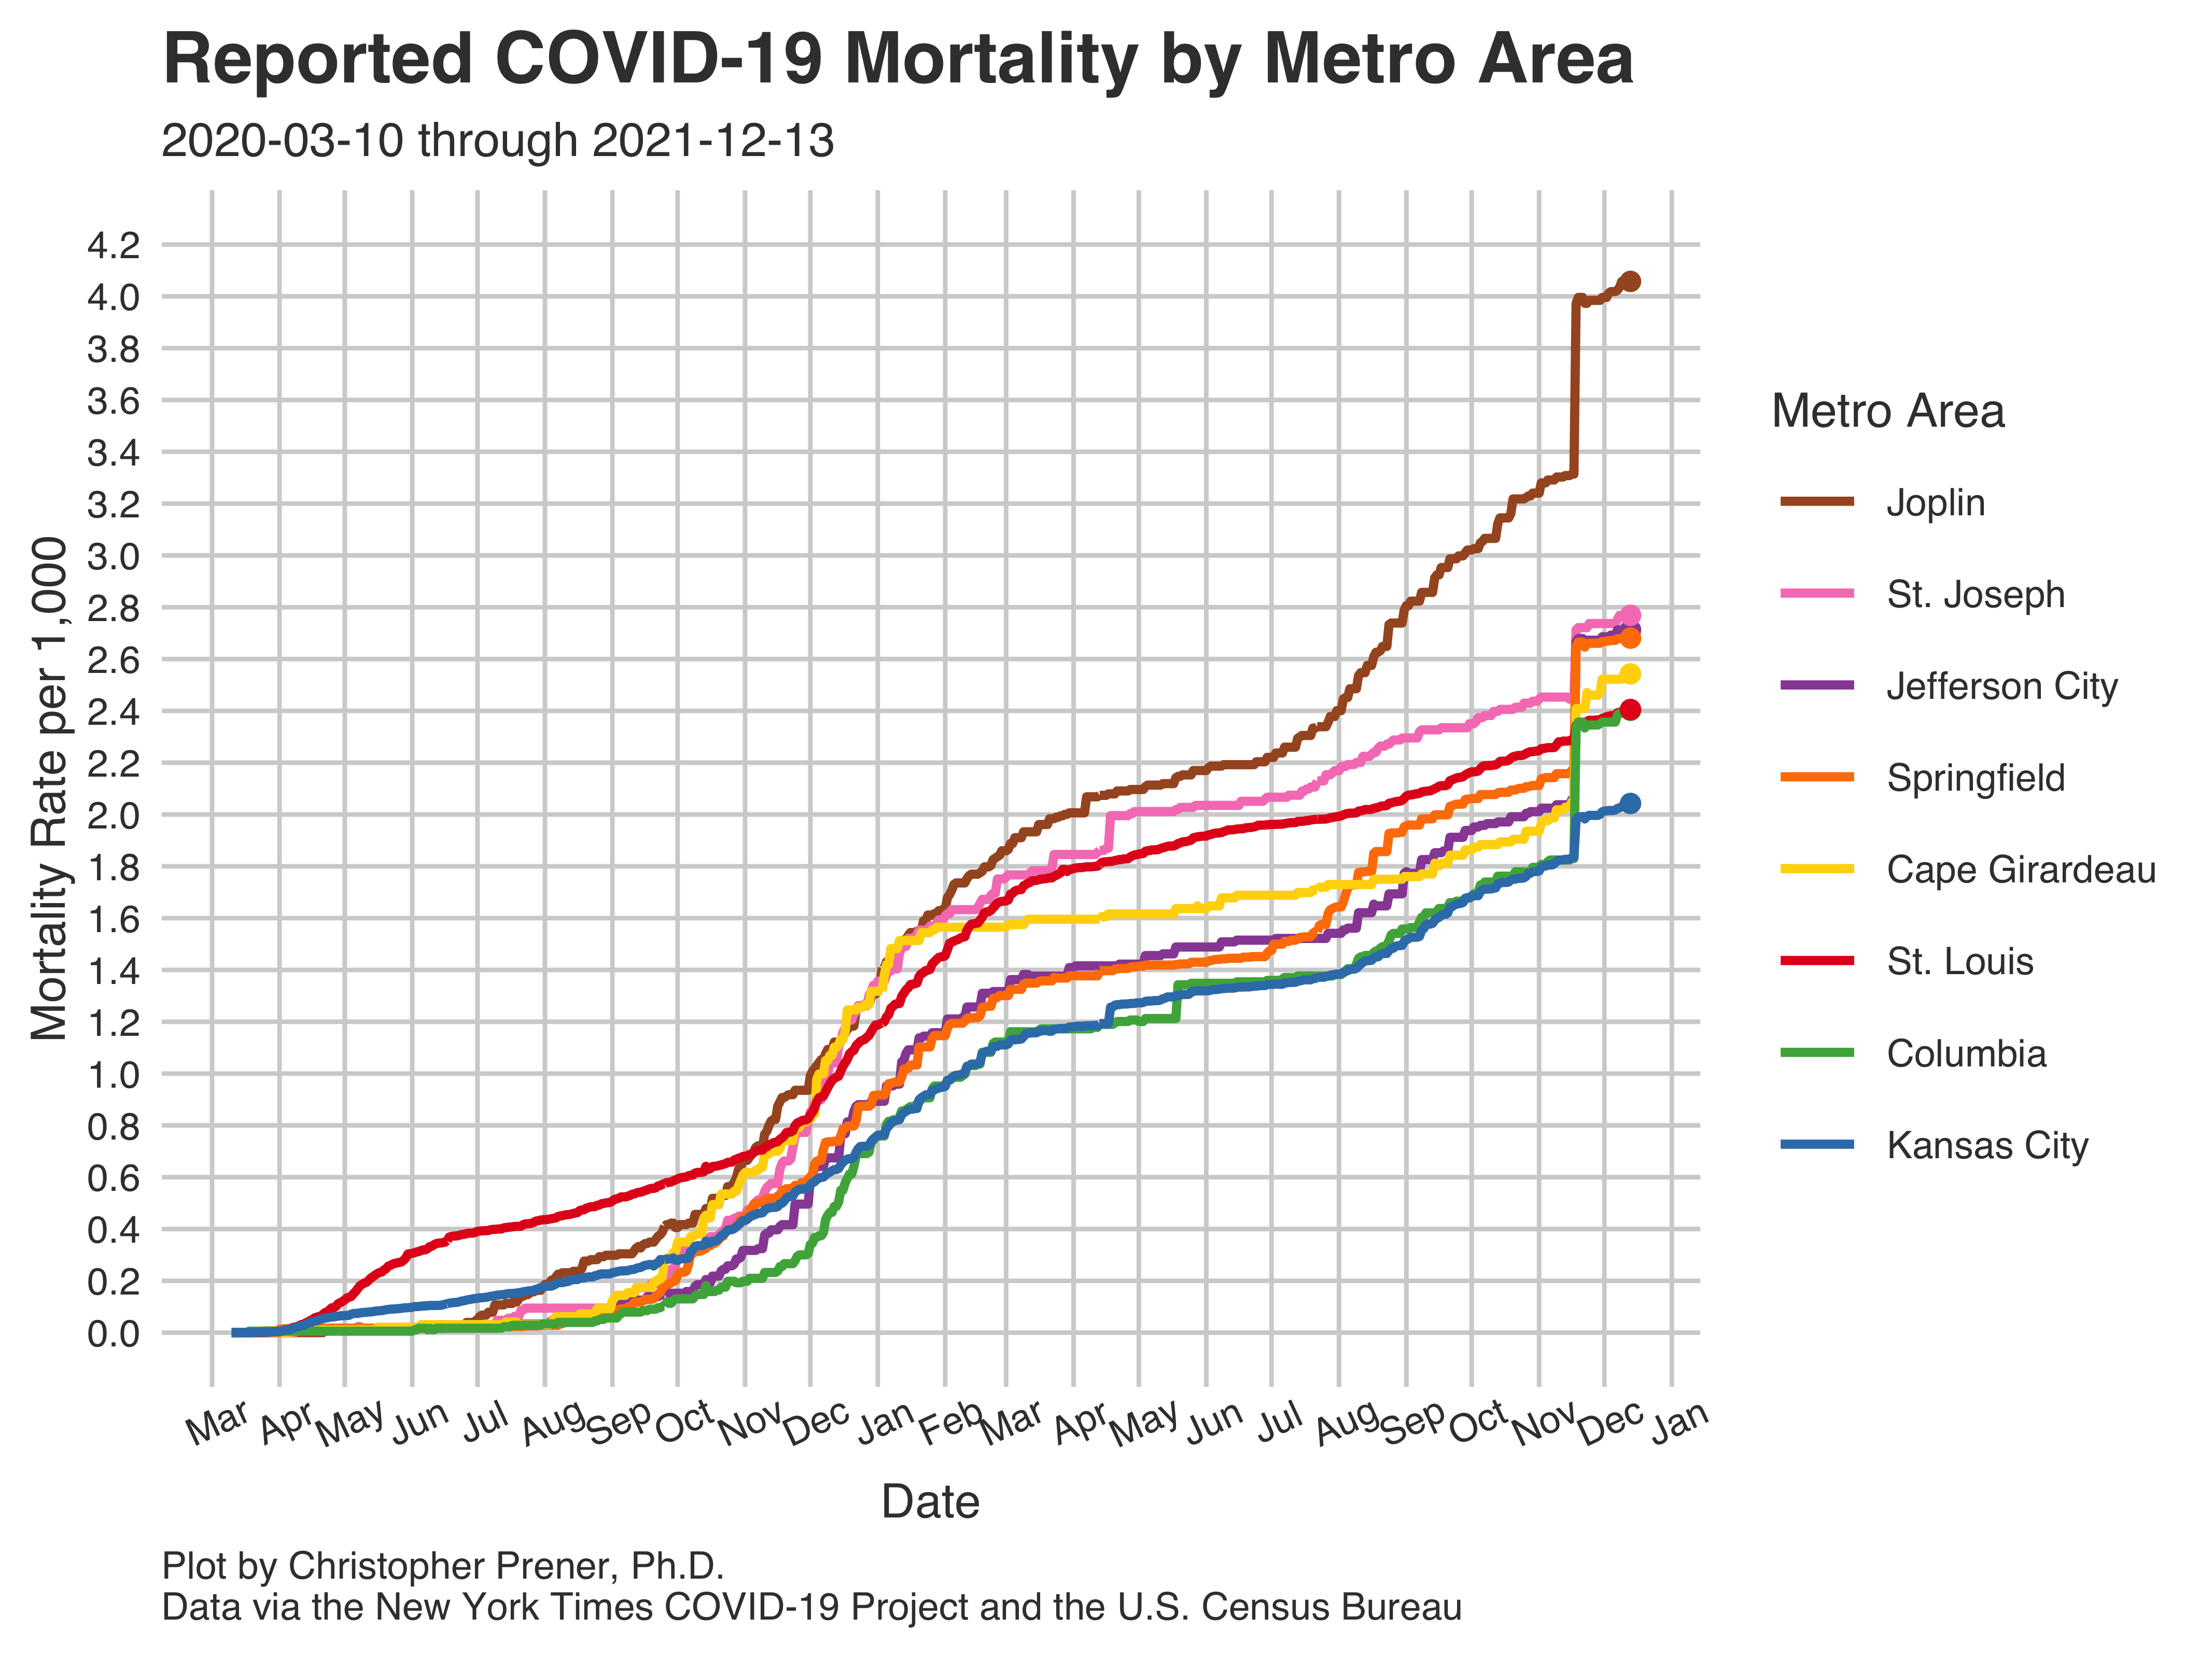 Reported COVID-19 Mortality by Metro Area
2020-03-10 through 2021-12-13
Mortality Rate per 1,000
4.2
4.0
3.8
3.6
3.4
3.2
3.0
2.8
2.6
2.4
2.2
2.0
1.8
1.6
1.4
1.2
1.0
0.8
0.6
0.4
0.2
0.0
Mar Apr May Jun Jul Aug Sep Oct Nov Dec Jan Feb Mar Apr May Jun Jul Aug Sep Oct Nov Dec Jan
Date
Metro Area
Joplin
St. Joseph
Jefferson City
Springfield
Cape Girardeau
St. Louis
Columbia
Kansas City
Plot by Christopher Prener, Ph.D.
Data via the New York Times COVID-19 Project and the U.S. Census Bureau